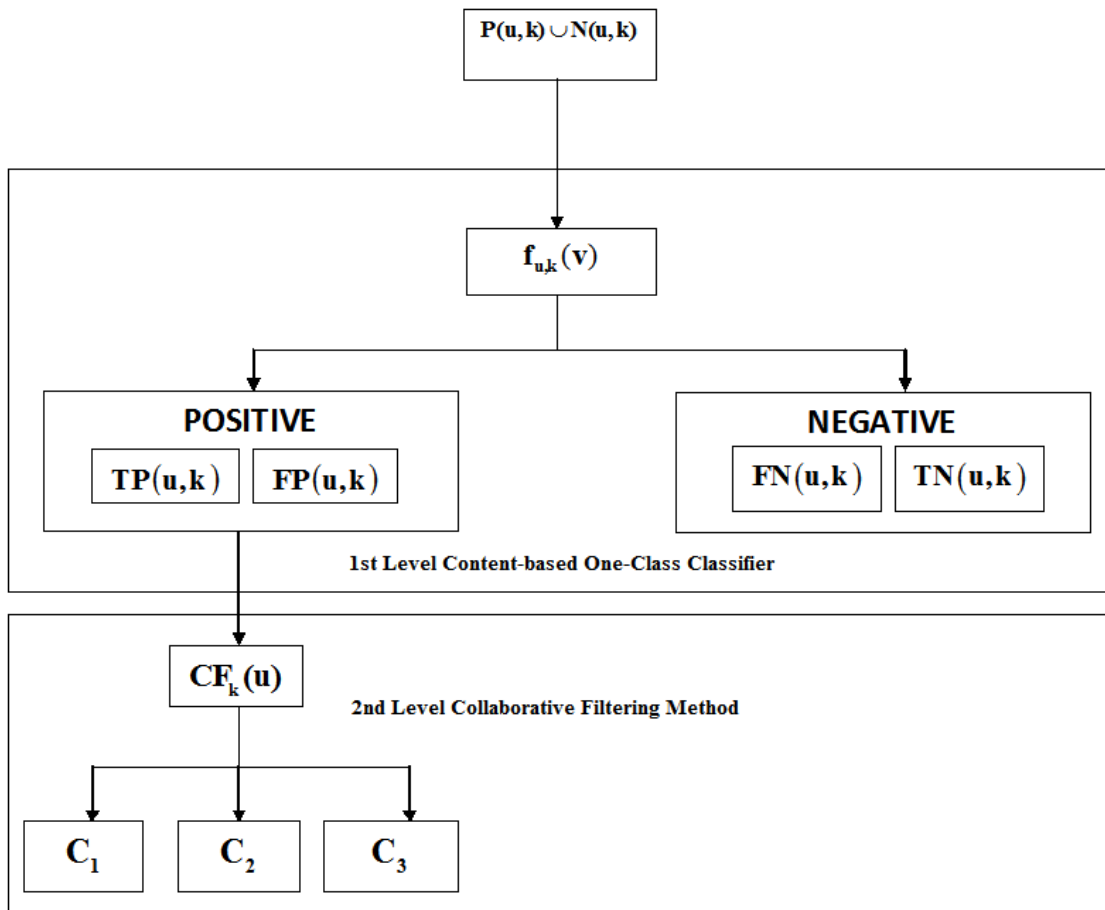 P(u,k)∪N(u,k)
f_{u,k}(v)
POSITIVE
NEGATIVE
TP(u,k)
FP(u,k)
FN(u,k)
TN(u,k)
1st Level Content-based One-Class Classifier
CF_k(u)
2nd Level Collaborative Filtering Method
C_1
C_2
C_3